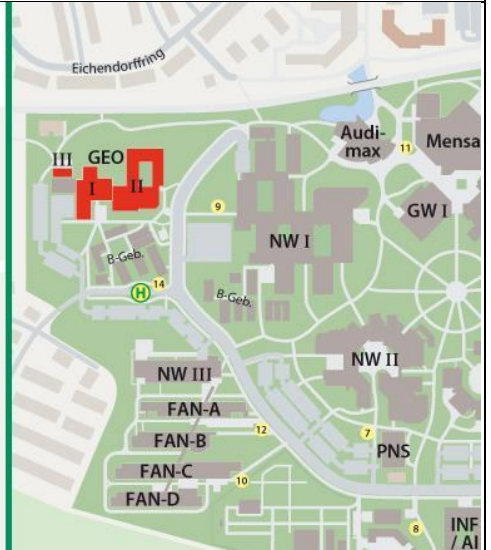 Eichendorffring
Audi-
max
11
Mensa
III
GEO
I
II
GW I
9
NW I
B-Geb.
14
H
B-Geb.
NW III
NW II
FAN-A
12
7
FAN-B
PNS
FAN-C
10
FAN-D
8
INF
/ AI